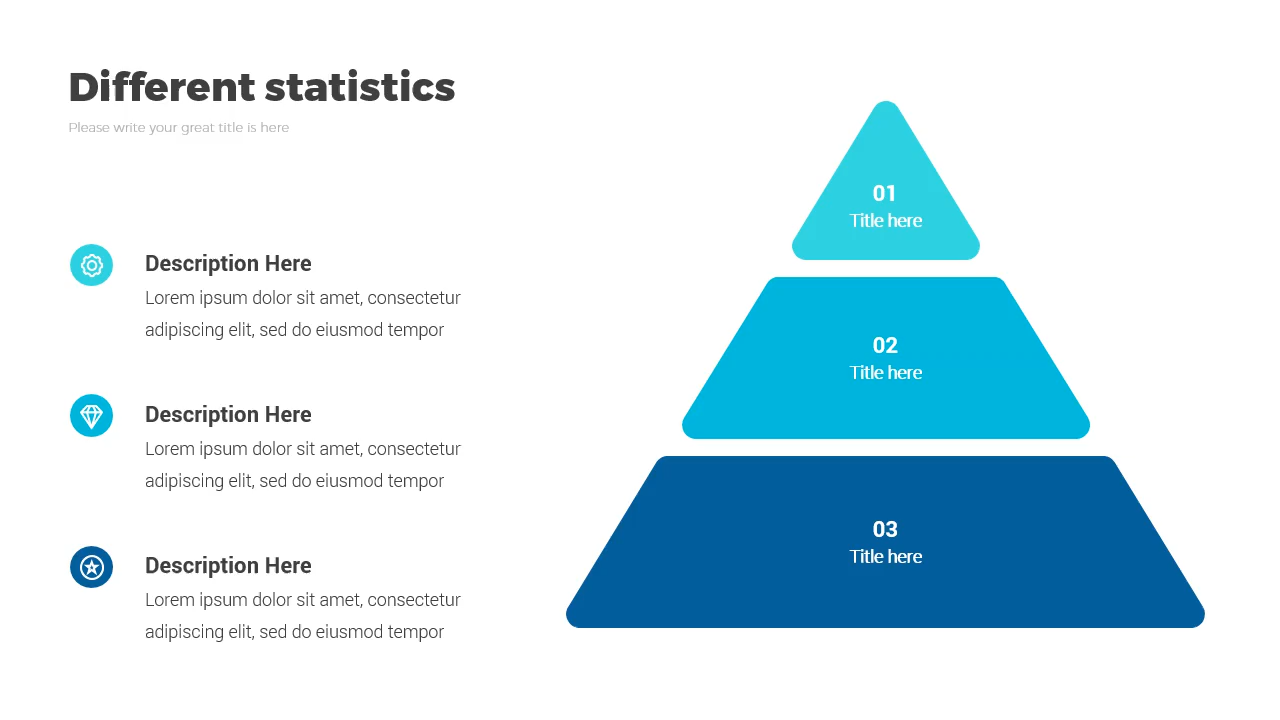 Different statistics
Please write your great title is here
Description Here
Lorem ipsum dolor sit amet, consectetur
adipiscing elit, sed do eiusmod tempor
Description Here
Lorem ipsum dolor sit amet, consectetur
adipiscing elit, sed do eiusmod tempor
Description Here
Lorem ipsum dolor sit amet, consectetur
adipiscing elit, sed do eiusmod tempor
01
Title here
02
Title here
03
Title here